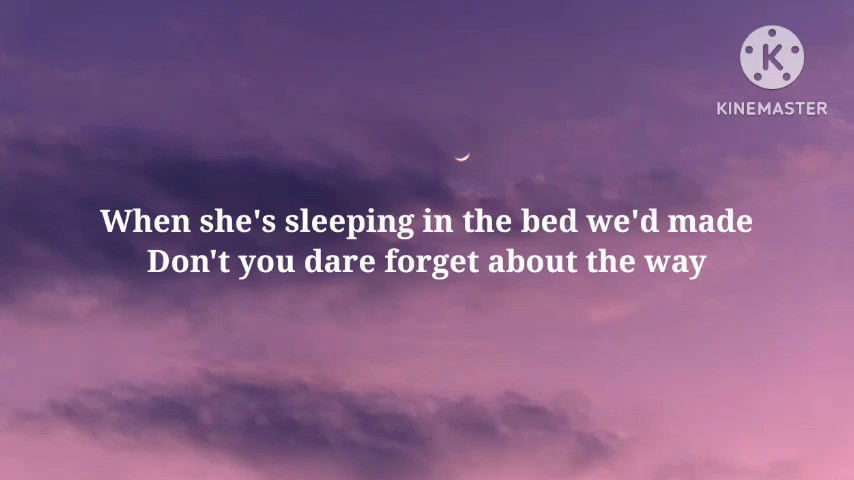 K
KINEMASTER
When she's sleeping in the bed we'd made
Don't you dare forget about the way